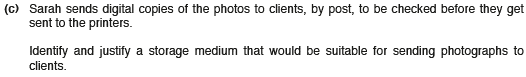 (c) Sarah sends digital copies of the photos to clients, by post, to be checked before they get
sent to the printers.
Identify and justify a storage medium that would be suitable for sending photographs to
clients.